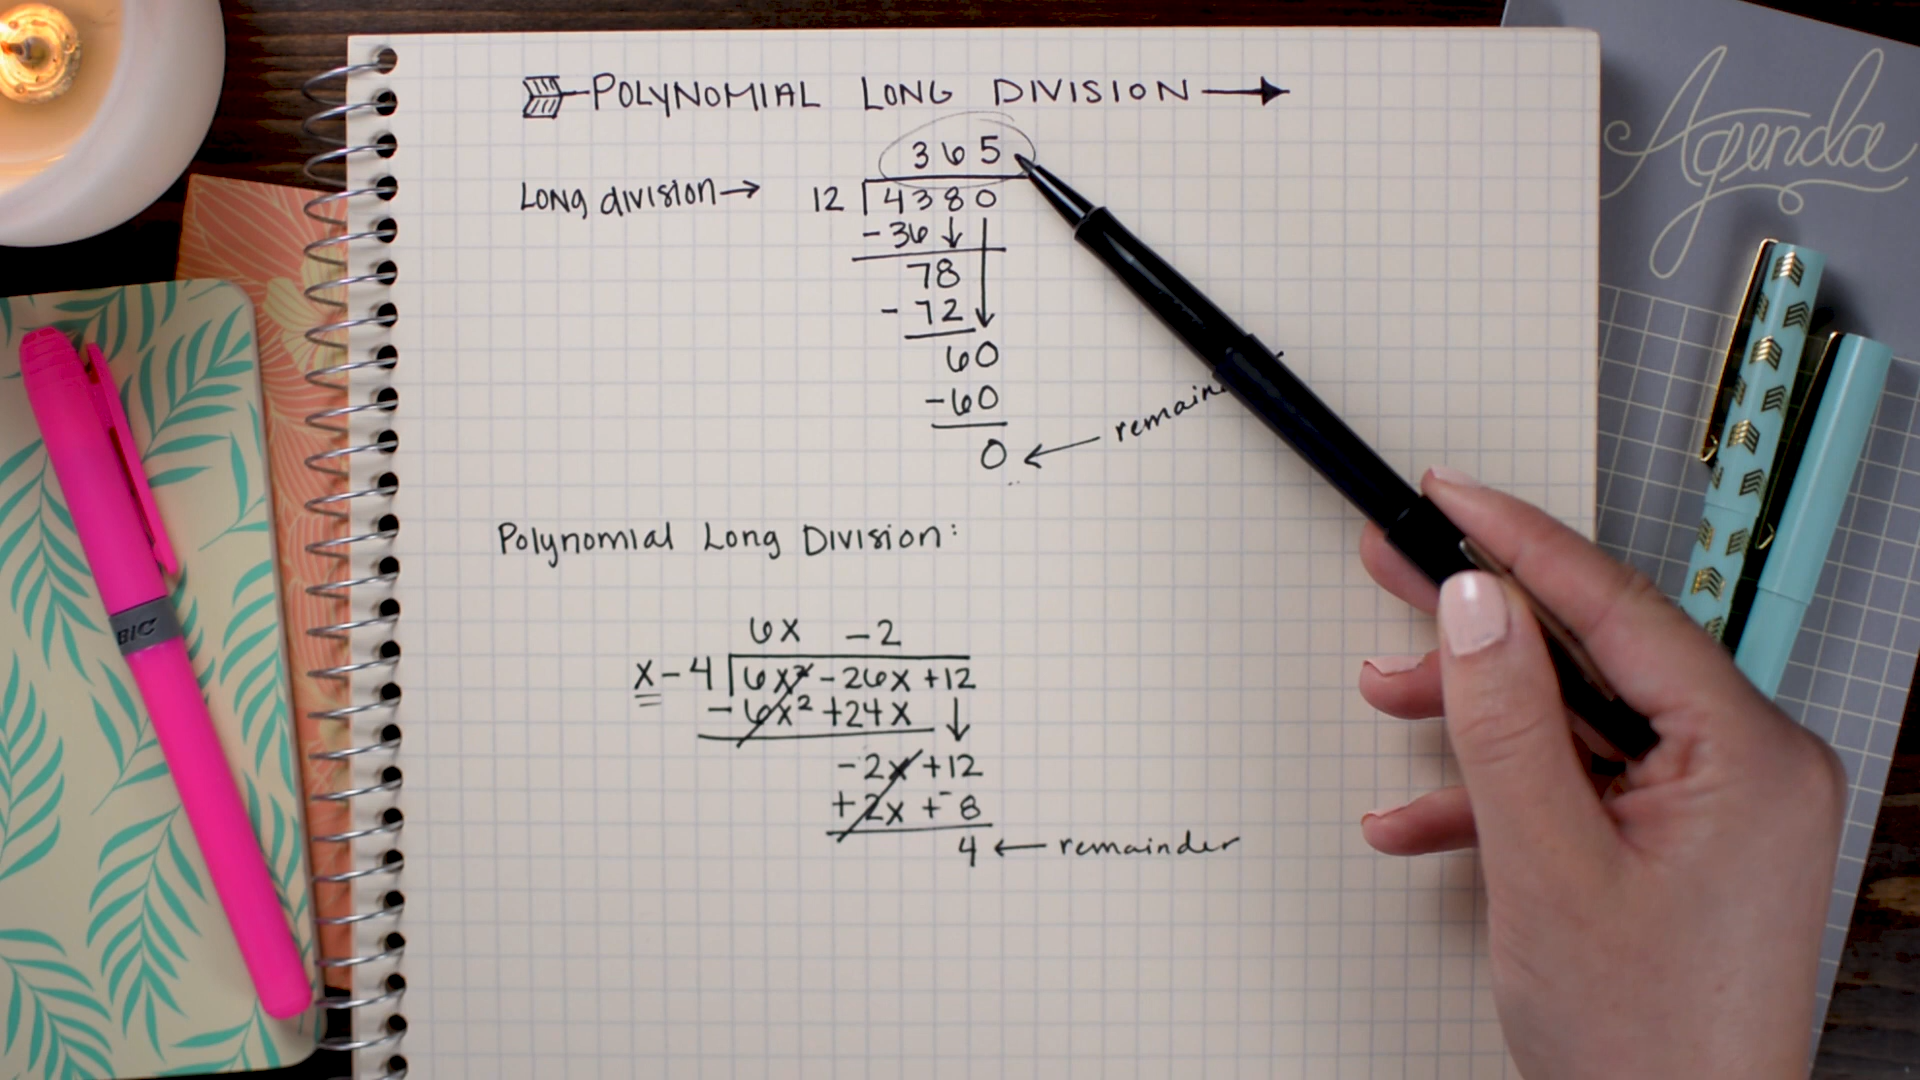 POLYNOMIAL LONG DIVISION
Agenda
365
Long division → 12 4380
- 36
78
- 72
60
- 60
0 ←
Polynomial Long Division:
6x - 2
x - 4 6x² - 26x + 12
- 6x² + 24x
- 2x + 12
+ 2x + - 8
4 ← remainder
BIC